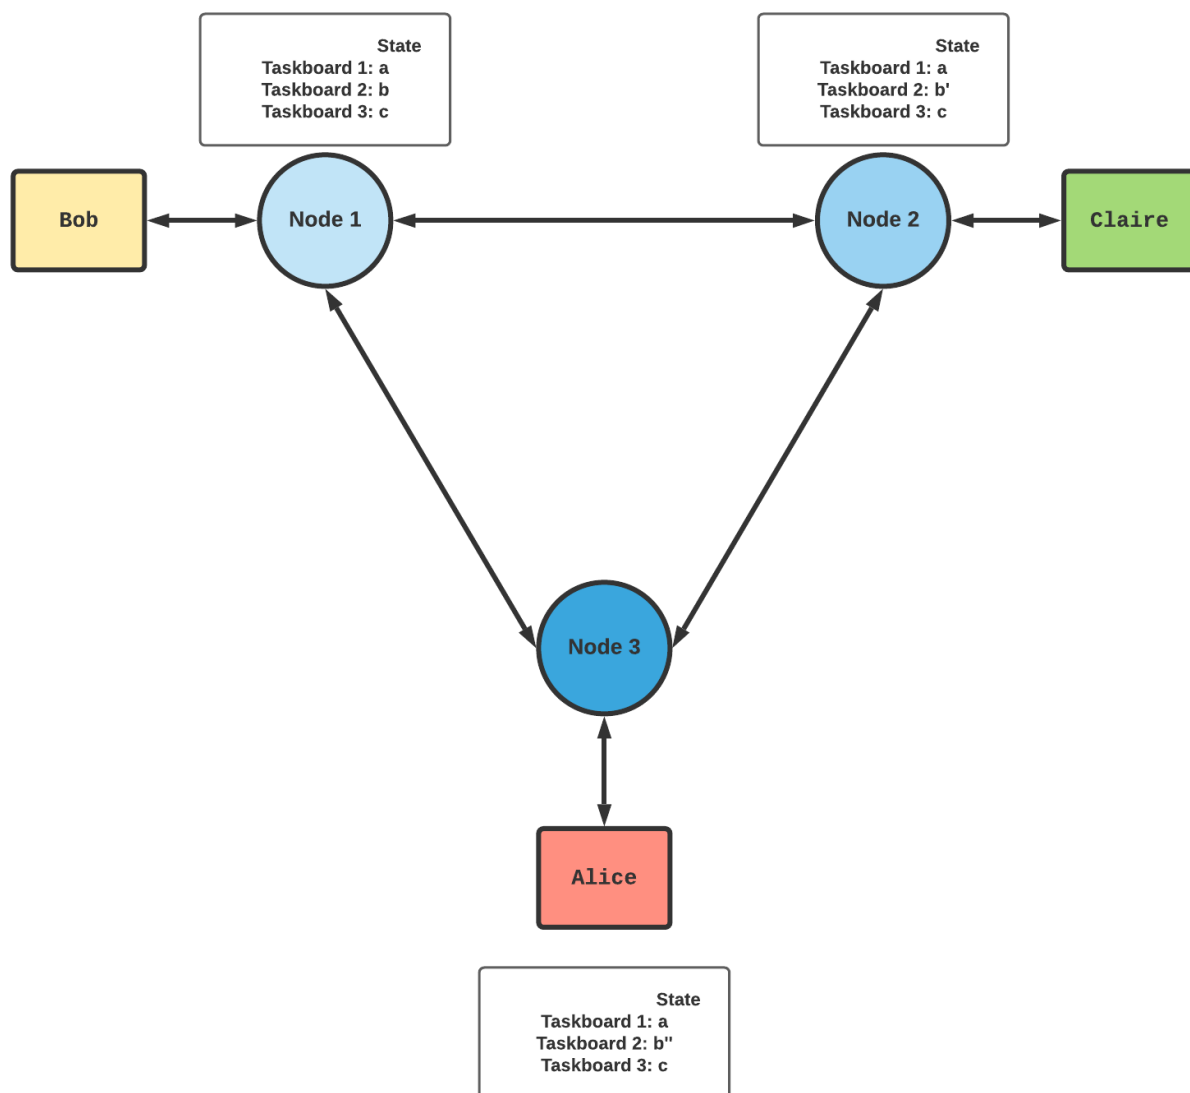 State
Taskboard 1: a
Taskboard 2: b
Taskboard 3: c
State
Taskboard 1: a
Taskboard 2: b'
Taskboard 3: c
Bob
Node 1
Node 2
Claire
Node 3
Alice
State
Taskboard 1: a
Taskboard 2: b''
Taskboard 3: c